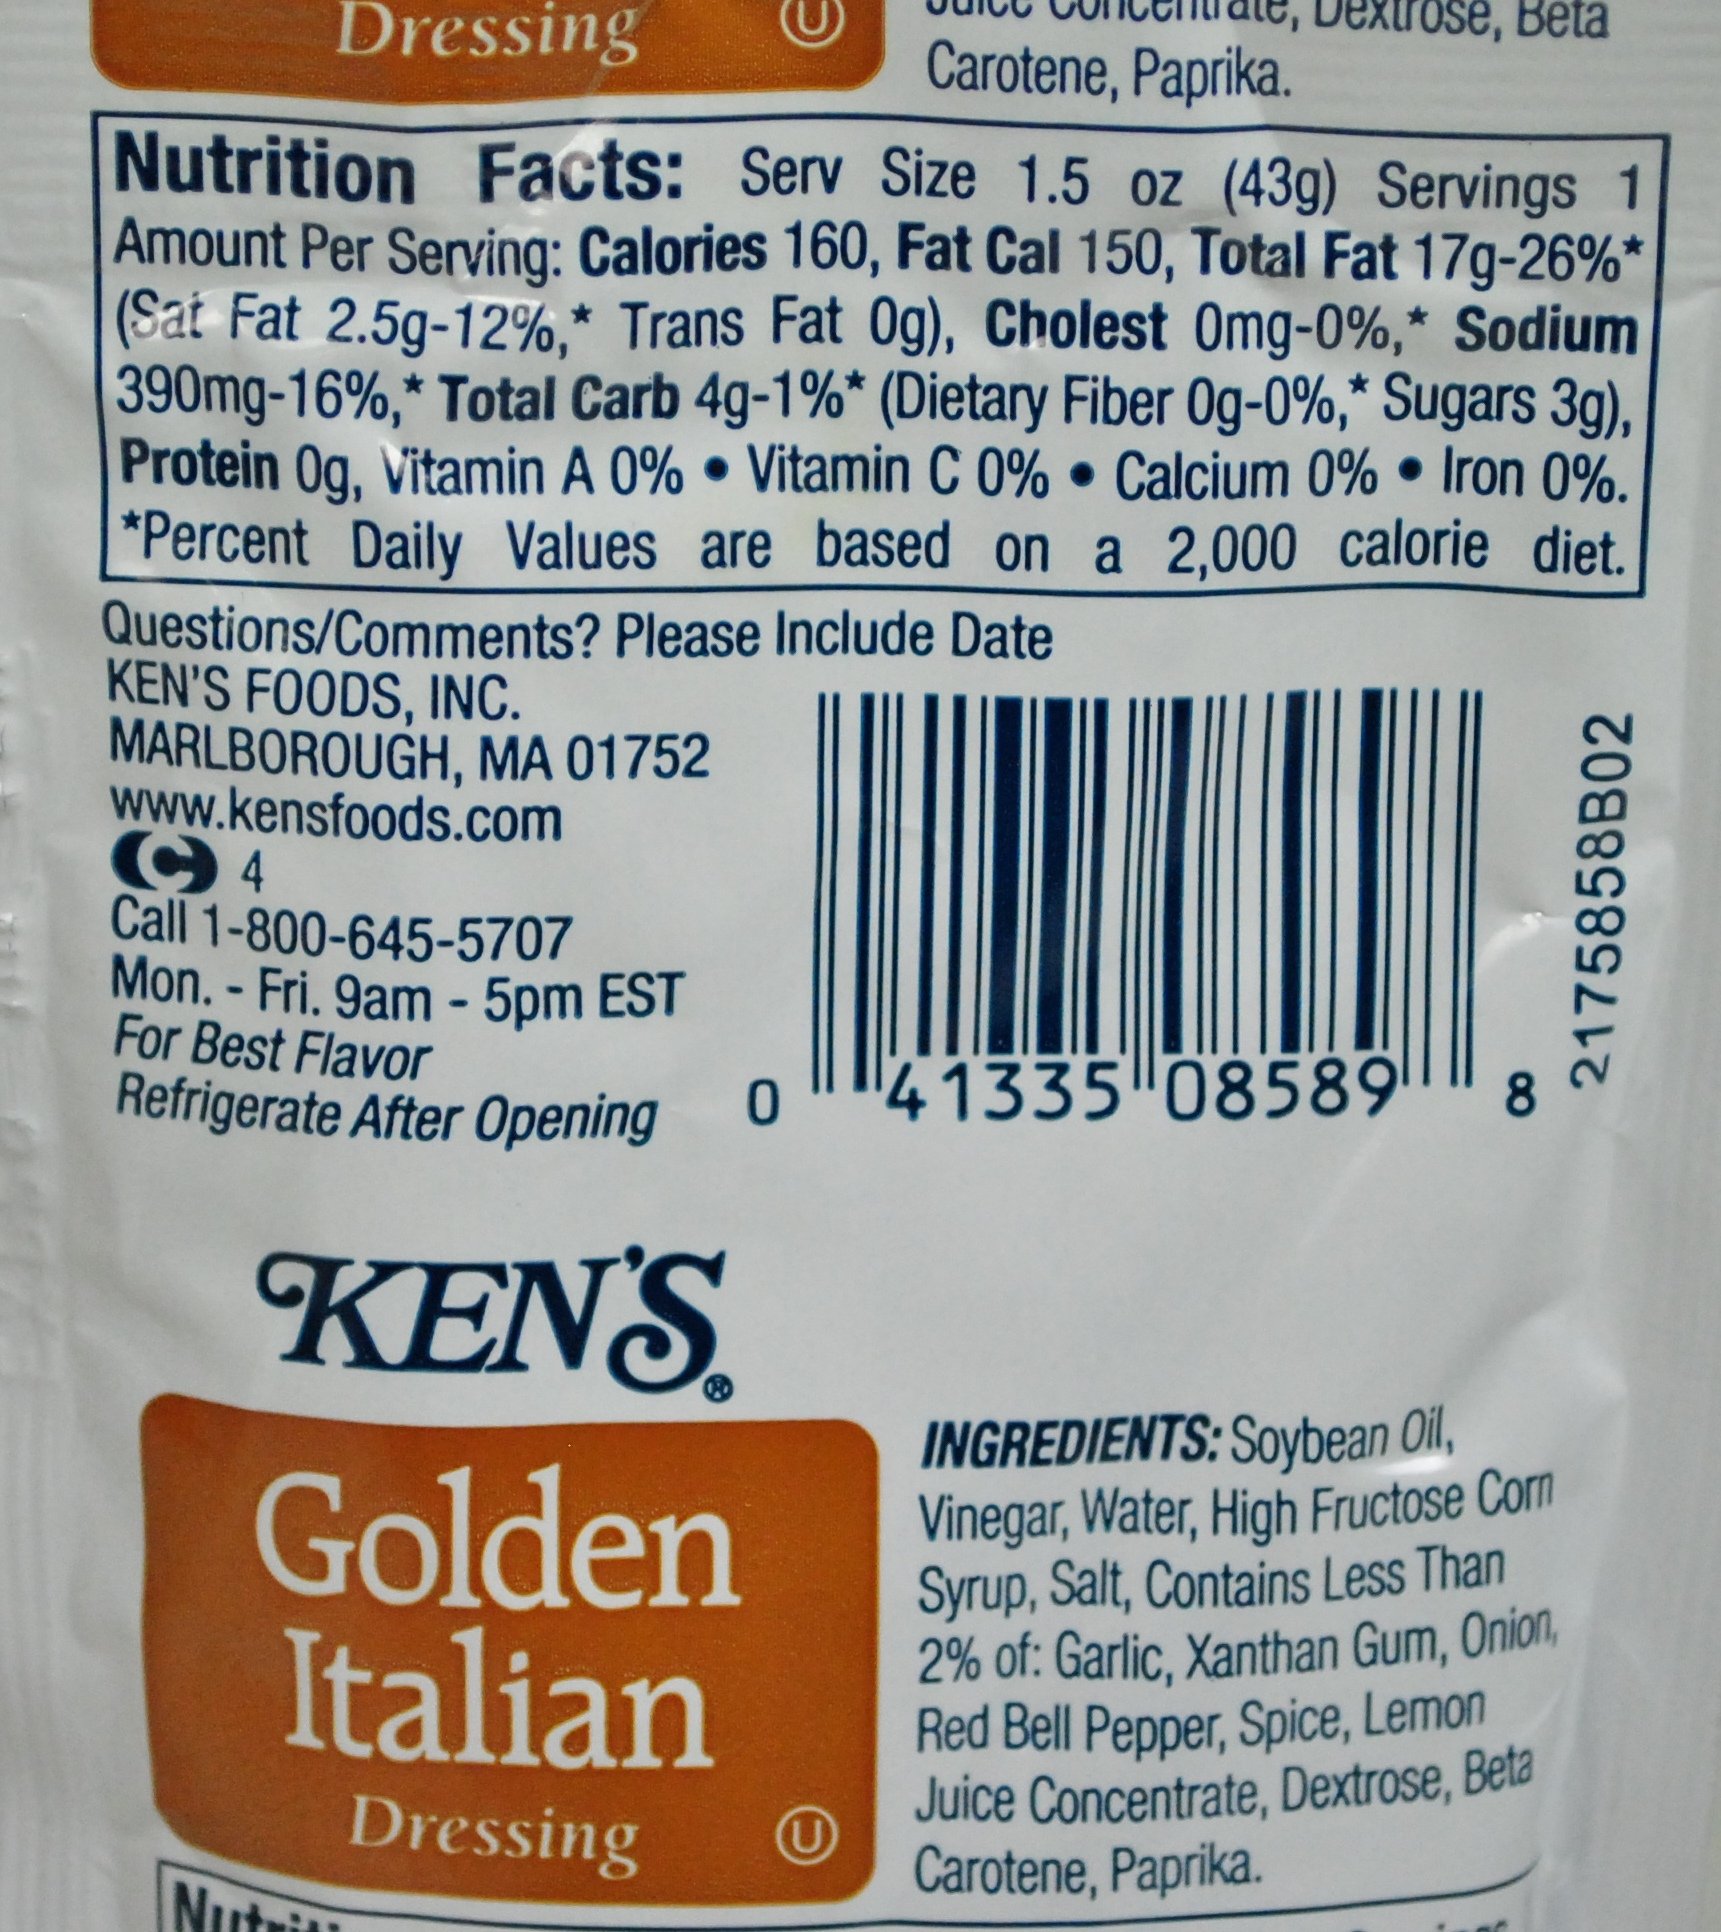 Dressing
U
Juice Concentrate, Dextrose, Beta
Carotene, Paprika.
Nutrition Facts: Serv Size 1.5 oz (43g) Servings 1
Amount Per Serving: Calories 160, Fat Cal 150, Total Fat 17g-26%*
(Sat Fat 2.5g-12%,* Trans Fat 0g), Cholest 0mg-0%,* Sodium
390mg-16%,* Total Carb 4g-1%* (Dietary Fiber 0g-0%,* Sugars 3g),
Protein 0g, Vitamin A 0% • Vitamin C 0% • Calcium 0% • Iron 0%.
*Percent Daily Values are based on a 2,000 calorie diet.
Questions/Comments? Please Include Date
KEN'S FOODS, INC.
MARLBOROUGH, MA 01752
www.kensfoods.com
C 4
Call 1-800-645-5707
Mon. - Fri. 9am - 5pm EST
For Best Flavor
Refrigerate After Opening
0 41335 08589 8
2175858B02
KEN'S®
Golden
Italian
Dressing
U
INGREDIENTS: Soybean Oil,
Vinegar, Water, High Fructose Corn
Syrup, Salt, Contains Less Than
2% of: Garlic, Xanthan Gum, Onion,
Red Bell Pepper, Spice, Lemon
Juice Concentrate, Dextrose, Beta
Carotene, Paprika.